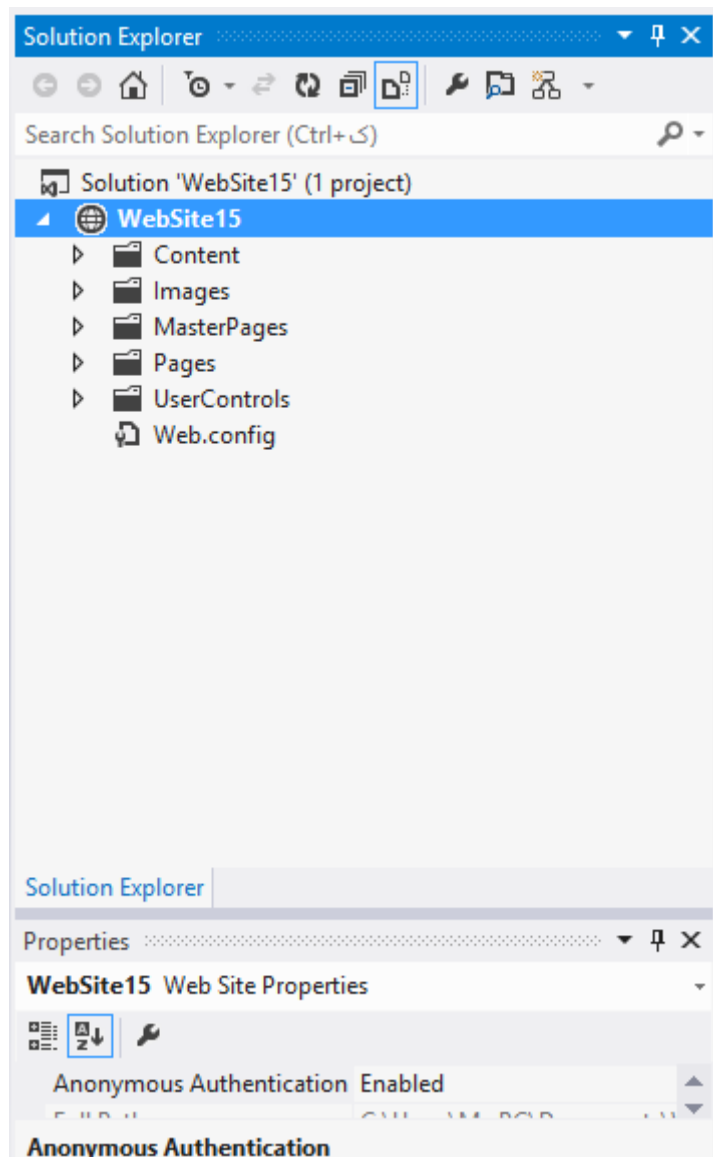 Solution Explorer
Search Solution Explorer (Ctrl+ک)
Solution 'WebSite15' (1 project)
WebSite15
Content
Images
MasterPages
Pages
UserControls
Web.config
Solution Explorer
Properties
WebSite15 Web Site Properties
Anonymous Authentication Enabled
Anonymous Authentication